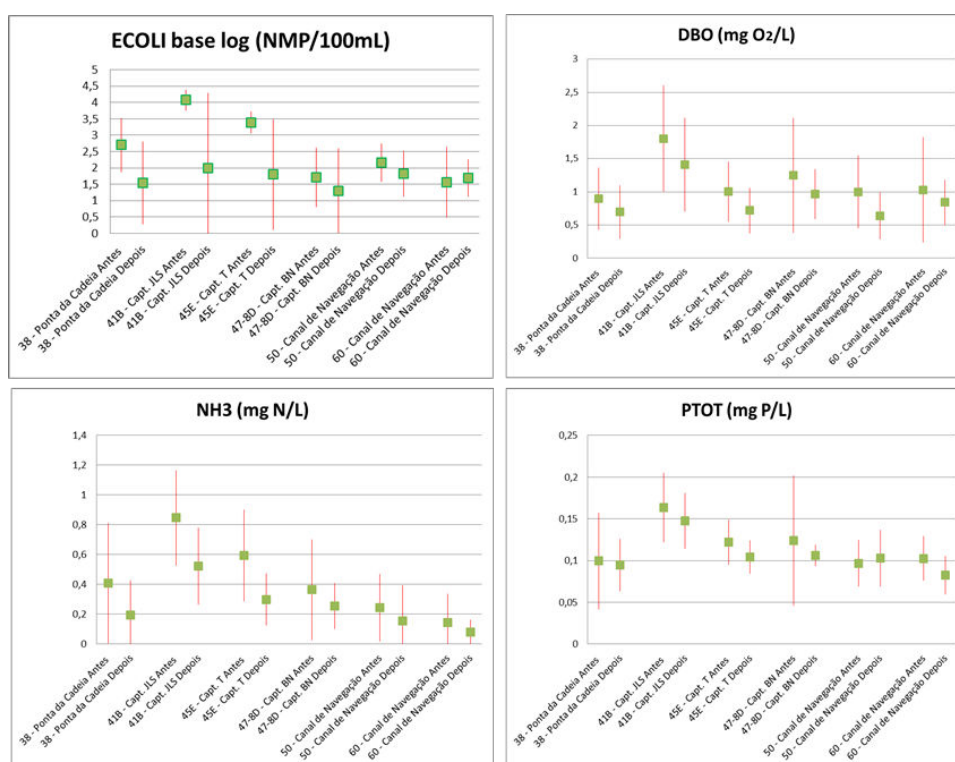 ECOLI base log (NMP/100mL)
5
4,5
4
3,5
3
2,5
2
1,5
1
0,5
0
38 - Ponta da Cadeia Antes
38 - Ponta da Cadeia Depois
41B - Capt. JLS Antes
41B - Capt. JLS Depois
45E - Capt. T Antes
45E - Capt. T Depois
47-8D - Capt. BN Antes
47-8D - Capt. BN Depois
50 - Canal de Navegação Antes
50 - Canal de Navegação Depois
60 - Canal de Navegação Antes
60 - Canal de Navegação Depois
DBO (mg O2/L)
3
2,5
2
1,5
1
0,5
0
38 - Ponta da Cadeia Antes
38 - Ponta da Cadeia Depois
41B - Capt. JLS Antes
41B - Capt. JLS Depois
45E - Capt. T Antes
45E - Capt. T Depois
47-8D - Capt. BN Antes
47-8D - Capt. BN Depois
50 - Canal de Navegação Antes
50 - Canal de Navegação Depois
60 - Canal de Navegação Antes
60 - Canal de Navegação Depois
NH3 (mg N/L)
1,4
1,2
1
0,8
0,6
0,4
0,2
0
38 - Ponta da Cadeia Antes
38 - Ponta da Cadeia Depois
41B - Capt. JLS Antes
41B - Capt. JLS Depois
45E - Capt. T Antes
45E - Capt. T Depois
47-8D - Capt. BN Antes
47-8D - Capt. BN Depois
50 - Canal de Navegação Antes
50 - Canal de Navegação Depois
60 - Canal de Navegação Antes
60 - Canal de Navegação Depois
PTOT (mg P/L)
0,25
0,2
0,15
0,1
0,05
0
38 - Ponta da Cadeia Antes
38 - Ponta da Cadeia Depois
41B - Capt. JLS Antes
41B - Capt. JLS Depois
45E - Capt. T Antes
45E - Capt. T Depois
47-8D - Capt. BN Antes
47-8D - Capt. BN Depois
50 - Canal de Navegação Antes
50 - Canal de Navegação Depois
60 - Canal de Navegação Antes
60 - Canal de Navegação Depois